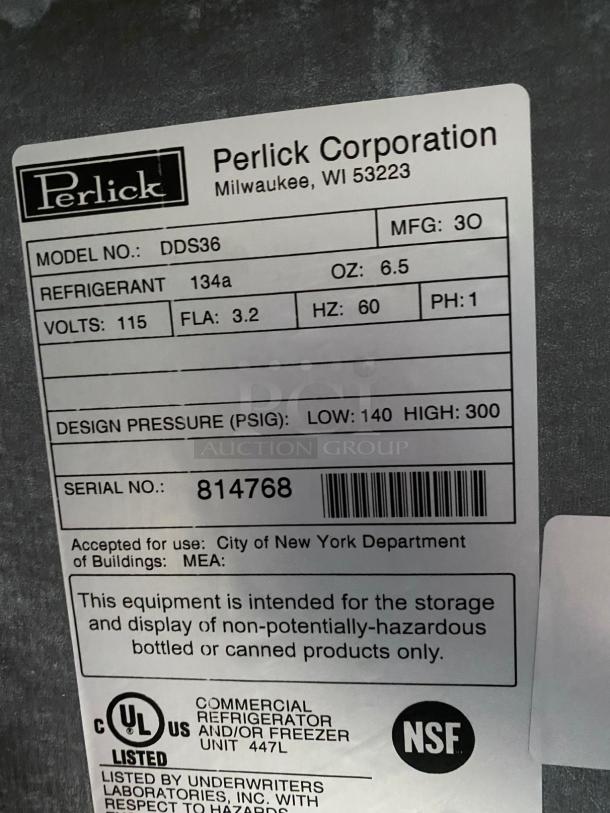 Perlick
Perlick Corporation
Milwaukee, WI 53223
MODEL NO.: DDS36
MFG: 3O
REFRIGERANT 134a OZ: 6.5
VOLTS: 115 FLA: 3.2 HZ: 60 PH: 1
RCI
AUCTION GROUP
DESIGN PRESSURE (PSIG): LOW: 140 HIGH: 300
SERIAL NO.: 814768
Accepted for use: City of New York Department
of Buildings: MEA:
This equipment is intended for the storage
and display of non-potentially-hazardous
bottled or canned products only.
C UL US
®
LISTED
COMMERCIAL
REFRIGERATOR
AND/OR FREEZER
UNIT 447L
NSF
LISTED BY UNDERWRITERS
LABORATORIES, INC. WITH
RESPECT TO HAZARDS